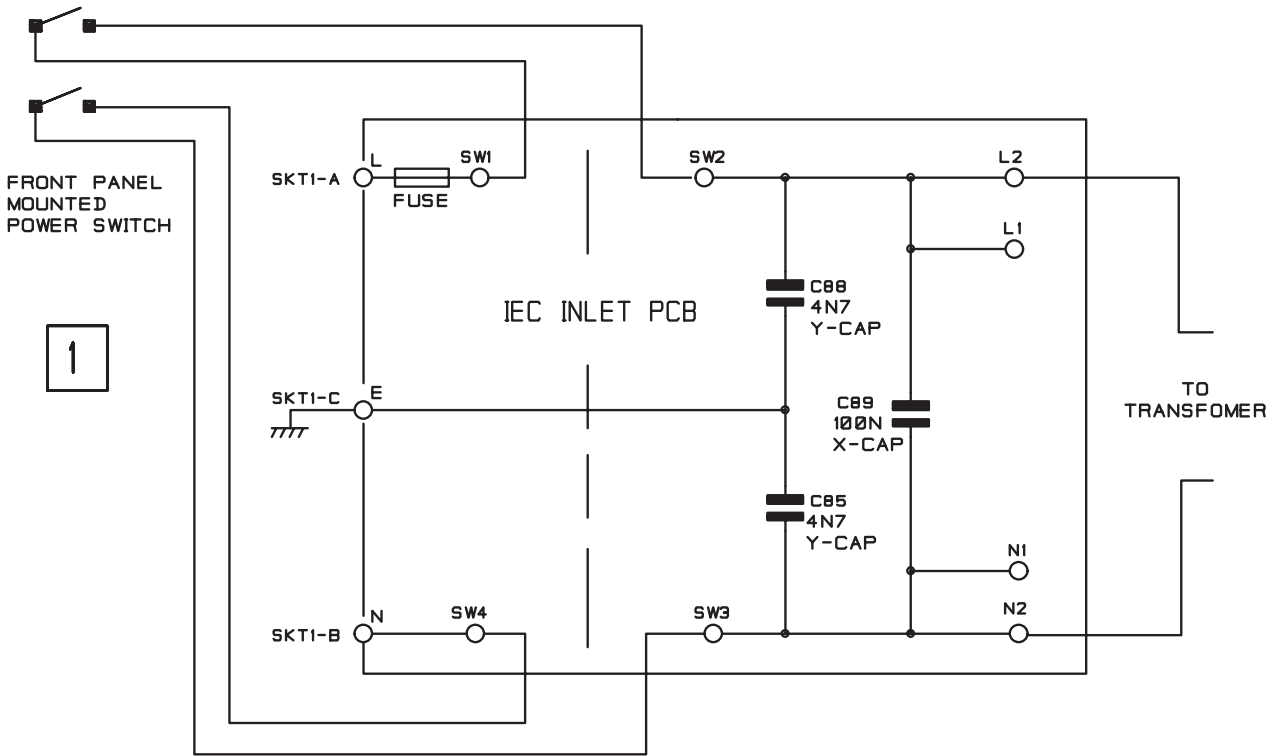 FRONT PANEL
MOUNTED
POWER SWITCH
1
SKT1-A
L
FUSE
SW1
SW2
L2
L1
IEC INLET PCB
C88
4N7
Y-CAP
SKT1-C
E
C89
100N
X-CAP
TO
TRANSFOMER
C85
4N7
Y-CAP
N1
N2
SKT1-B
N
SW4
SW3